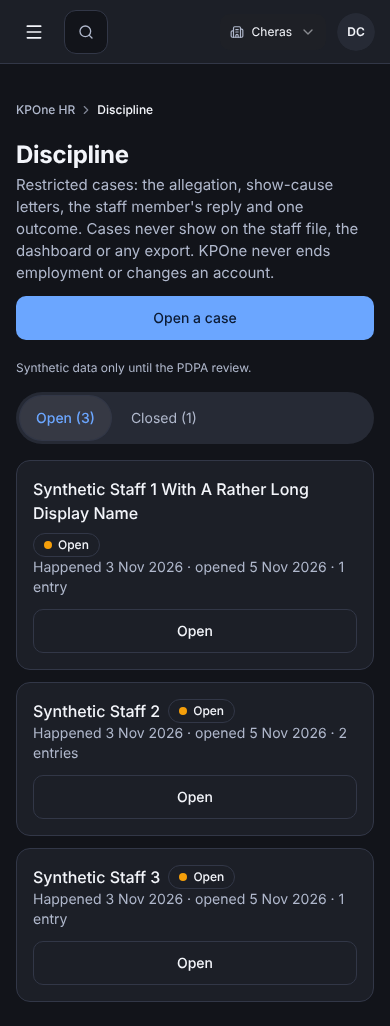 Cheras
DC
KPOne HR > Discipline
Discipline
Restricted cases: the allegation, show-cause
letters, the staff member's reply and one
outcome. Cases never show on the staff file, the
dashboard or any export. KPOne never ends
employment or changes an account.
Open a case
Synthetic data only until the PDPA review.
Open (3) Closed (1)
Synthetic Staff 1 With A Rather Long
Display Name
Open
Happened 3 Nov 2026 · opened 5 Nov 2026 · 1
entry
Open
Synthetic Staff 2 Open
Happened 3 Nov 2026 · opened 5 Nov 2026 · 2
entries
Open
Synthetic Staff 3 Open
Happened 3 Nov 2026 · opened 5 Nov 2026 · 1
entry
Open